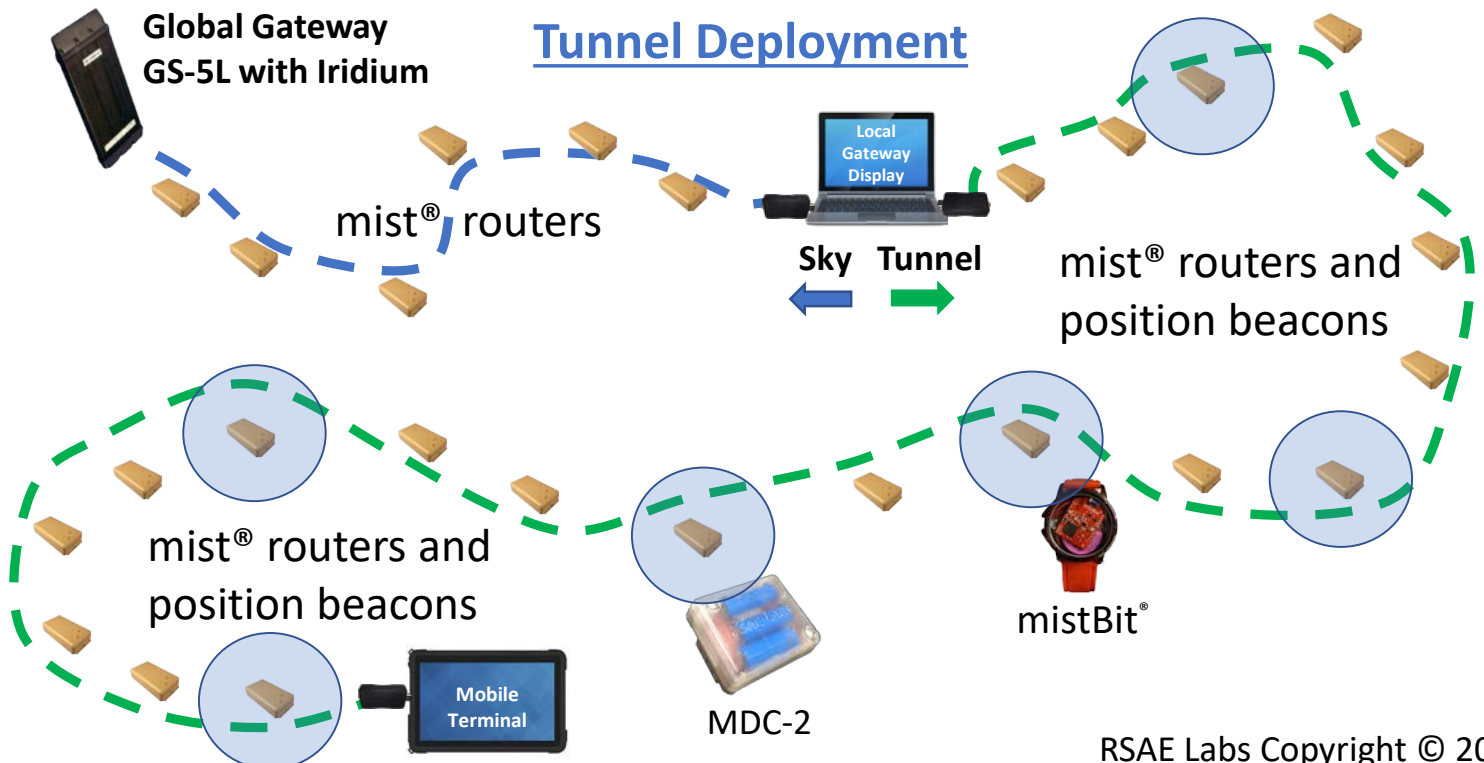 Global Gateway
GS-5L with Iridium
Tunnel Deployment
Local
Gateway
Display
mist® routers
Sky Tunnel
mist® routers and
position beacons
mist® routers and
position beacons
mistBit®
Mobile
Terminal
MDC-2
RSAE Labs Copyright ©